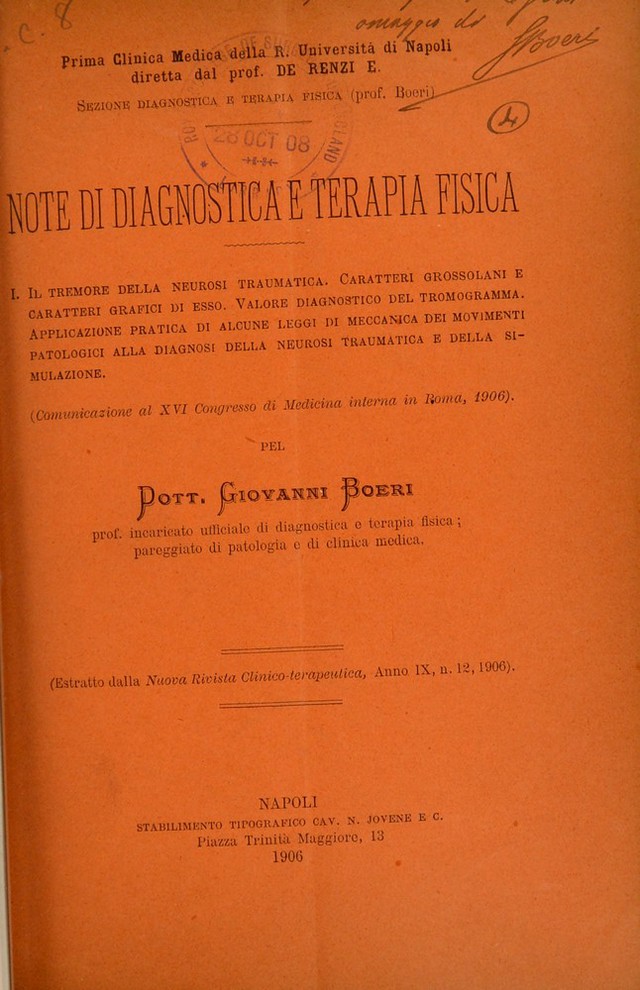 c. 8
omaggio di
GBoeri
Prima Clinica Medica della R. Università di Napoli
diretta dal prof. DE RENZI E.
SEZIONE DIAGNOSTICA E TERAPIA FISICA (prof. Boeri)
4
28 OCT 08
NOTE DI DIAGNOSTICA E TERAPIA FISICA
I. IL TREMORE DELLA NEUROSI TRAUMATICA. CARATTERI GROSSOLANI E
CARATTERI GRAFICI DI ESSO. VALORE DIAGNOSTICO DEL TROMOGRAMMA.
APPLICAZIONE PRATICA DI ALCUNE LEGGI DI MECCANICA DEI MOVIMENTI
PATOLOGICI ALLA DIAGNOSI DELLA NEUROSI TRAUMATICA E DELLA SI-
MULAZIONE.
(Comunicazione al XVI Congresso di Medicina interna in Roma, 1906).
PEL
DOTT. GIOVANNI BOERI
prof. incaricato ufficiale di diagnostica e terapia fisica ;
pareggiato di patologia e di clinica medica.
(Estratto dalla Nuova Rivista Clinico-terapeutica, Anno IX, n. 12, 1906).
NAPOLI
STABILIMENTO TIPOGRAFICO CAV. N. JOVENE E C.
Piazza Trinità Maggiore, 13
1906